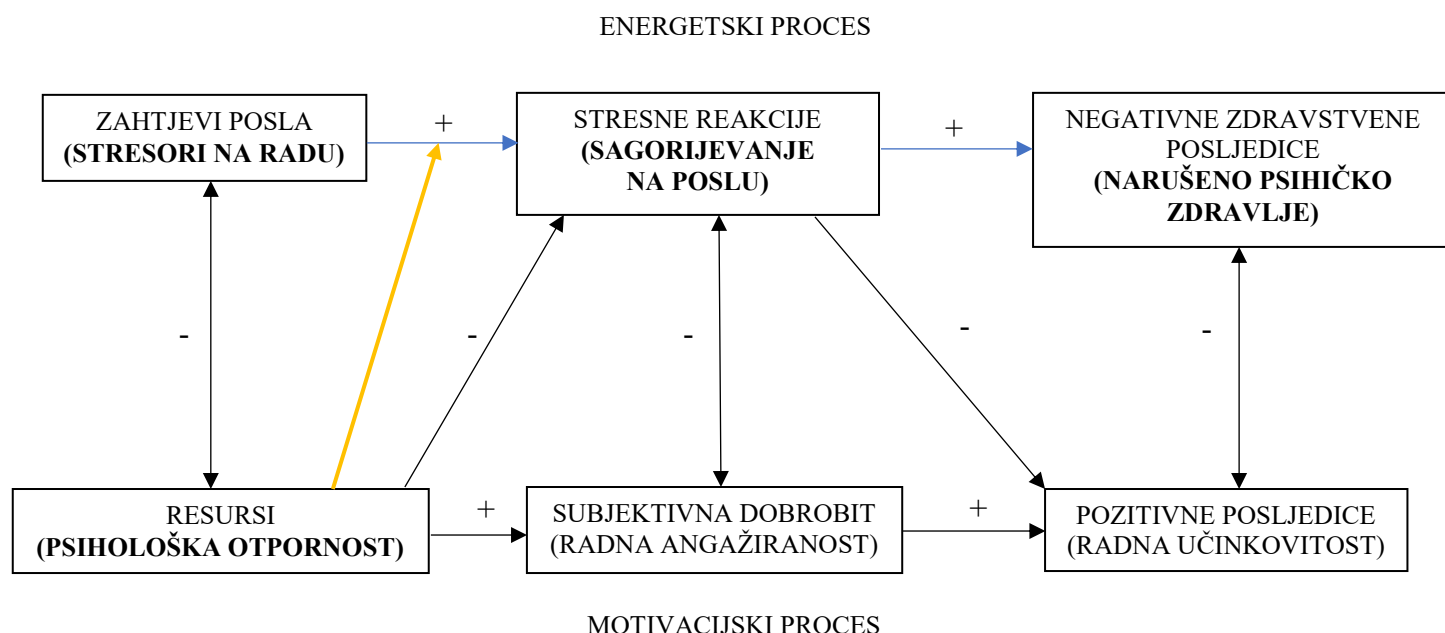 ENERGETSKI PROCES
ZAHTJEVI POSLA
(STRESORI NA RADU)
+
STRESNE REAKCIJE
(SAGORIJEVANJE
NA POSLU)
+
NEGATIVNE ZDRAVSTVENE
POSLJEDICE
(NARUŠENO PSIHIČKO
ZDRAVLJE)
-
-
-
-
-
RESURSI
(PSIHOLOŠKA OTPORNOST)
+
SUBJEKTIVNA DOBROBIT
(RADNA ANGAŽIRANOST)
+
POZITIVNE POSLJEDICE
(RADNA UČINKOVITOST)
MOTIVACIJSKI PROCES